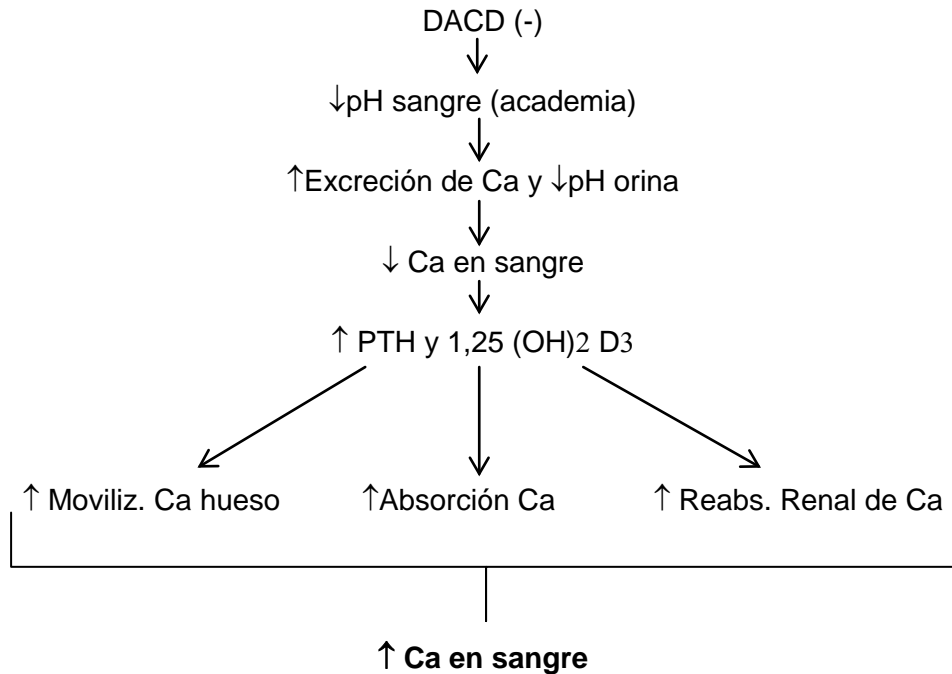 DACD (-)
↓pH sangre (academia)
↑Excreción de Ca y ↓pH orina
↓ Ca en sangre
↑ PTH y 1,25 (OH)2 D3
↑ Moviliz. Ca hueso ↑Absorción Ca ↑ Reabs. Renal de Ca
↑ Ca en sangre